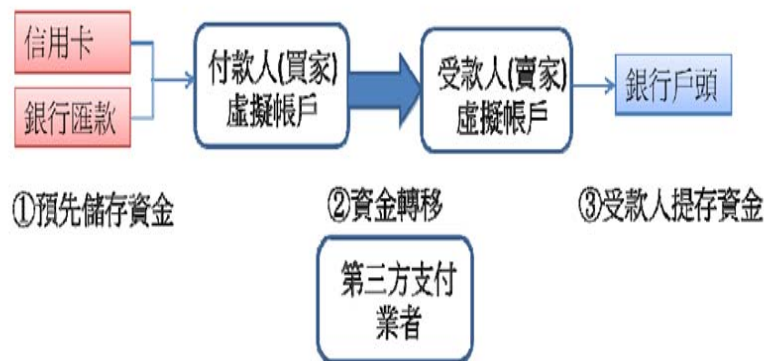 信用卡
銀行匯款
付款人(買家)
虛擬帳戶
受款人(賣家)
虛擬帳戶
銀行戶頭
①預先儲存資金
②資金轉移
③受款人提存資金
第三方支付
業者